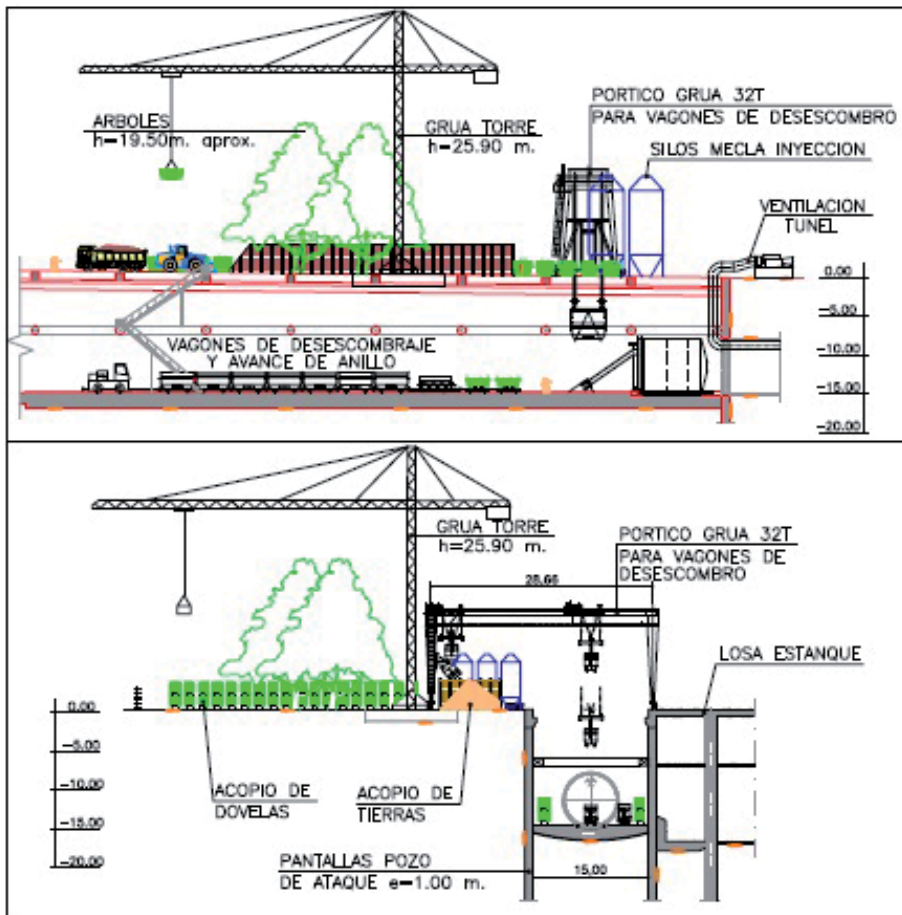 ARBOLES
h=19.50m. aprox.
GRUA TORRE
h=25.90 m.
PORTICO GRUA 32T
PARA VAGONES DE DESESCOMBRO
SILOS MECLA INYECCION
VENTILACION
TUNEL
0.00
-5.00
-10.00
-15.00
-20.00
VAGONES DE DESESCOMBRAJE
Y AVANCE DE ANILLO
GRUA TORRE
h=25.90 m.
PORTICO GRUA 32T
PARA VAGONES DE
DESESCOMBRO
28,66
LOSA ESTANQUE
0.00
-5.00
-10.00
-15.00
-20.00
ACOPIO DE
DOVELAS
ACOPIO DE
TIERRAS
PANTALLAS POZO
DE ATAQUE e=1.00 m.
15,00